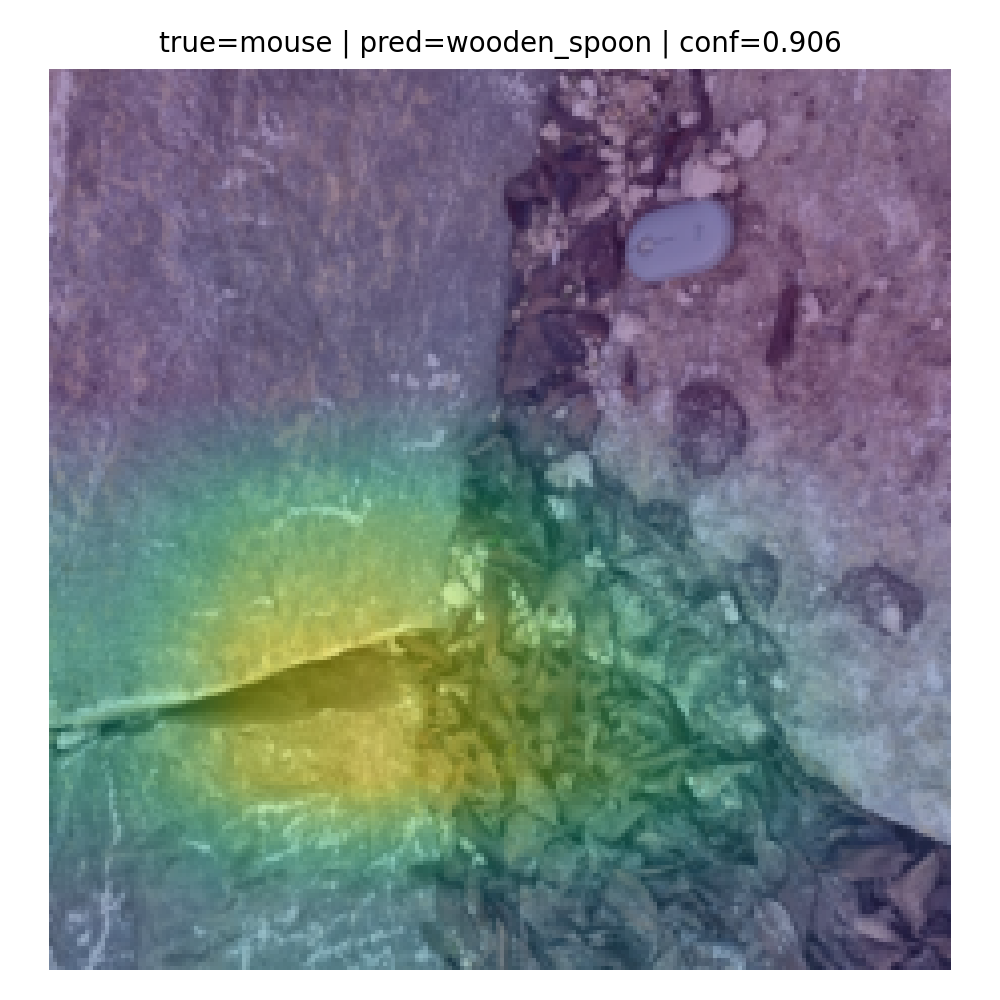 true=mouse | pred=wooden_spoon | conf=0.906